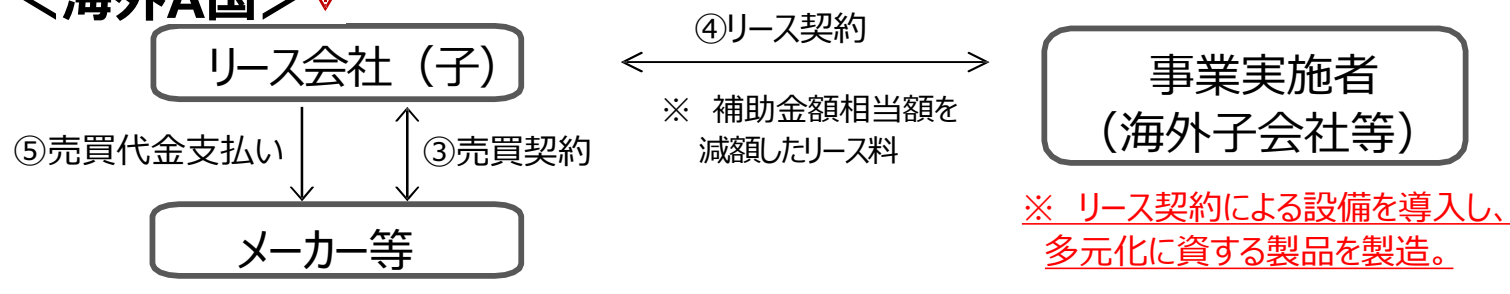 ＜海外A国＞
④リース契約
リース会社（子）
事業実施者
（海外子会社等）
※ 補助金額相当額を
減額したリース料
⑤売買代金支払い
③売買契約
※ リース契約による設備を導入し、
多元化に資する製品を製造。
メーカー等